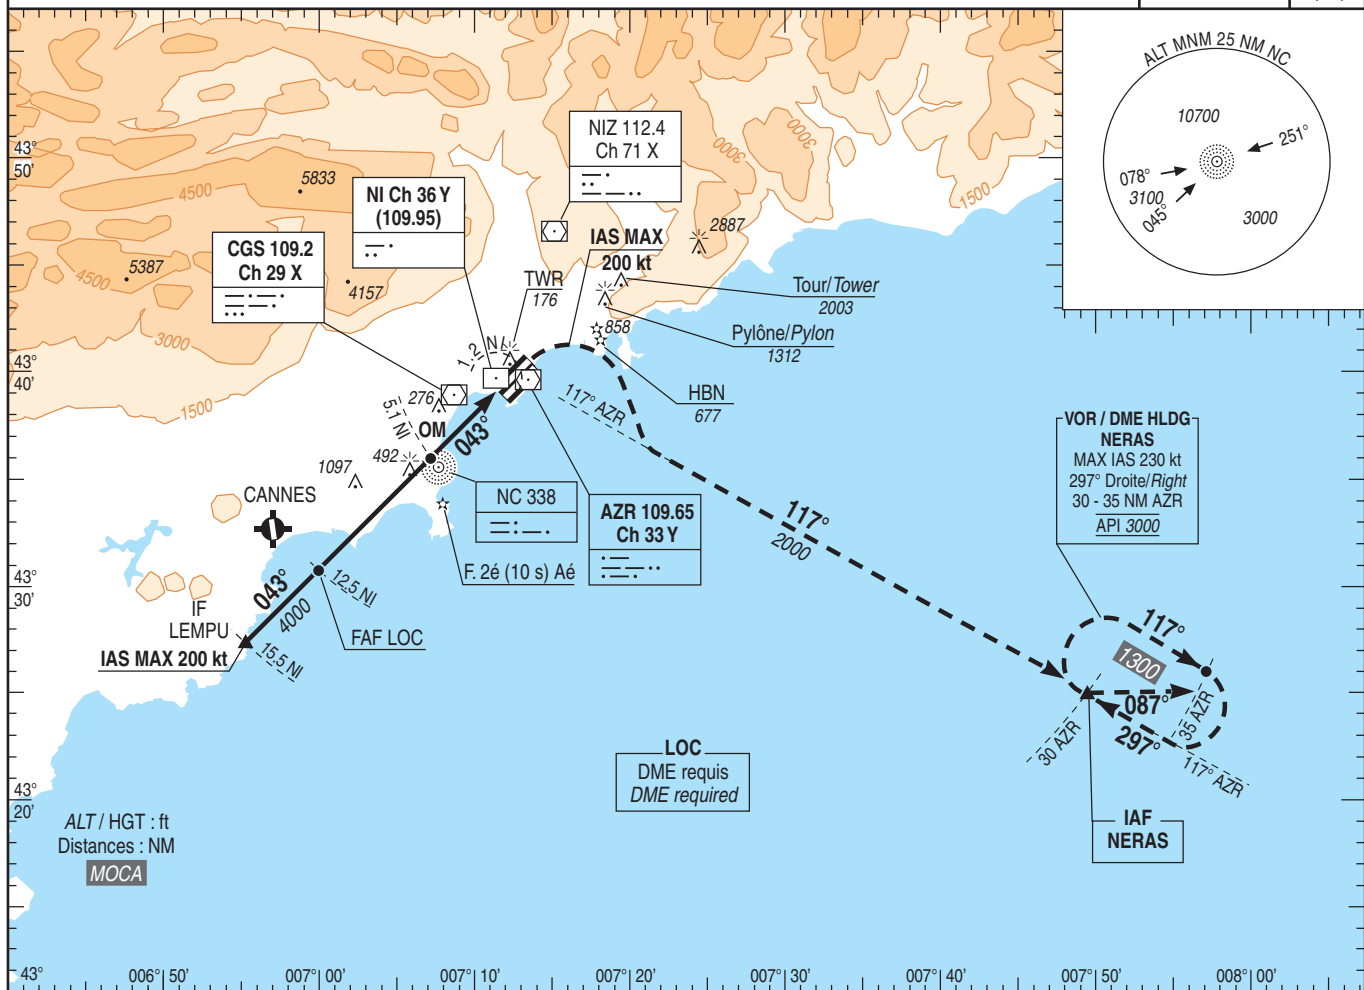 ALT MNM 25 NM NC
10700
251°
078°
3100
045°
3000
NIZ 112.4
Ch 71 X
3000
3000
1500
43°
50'
5833
4500
NI Ch 36 Y
(109.95)
2887
CGS 109.2
Ch 29 X
IAS MAX
200 kt
5387
4500
4157
TWR
176
Tour/Tower
2003
858
Pylône/Pylon
1312
3000
1.2 NI
43°
40'
HBN
677
1500
276
5.1 NI
117° AZR
OM
043°
VOR / DME HLDG
NERAS
MAX IAS 230 kt
297° Droite/Right
30 - 35 NM AZR
API 3000
492
1097
CANNES
NC 338
AZR 109.65
Ch 33 Y
117°
2000
F. 2é (10 s) Aé
43°
30'
043°
4000
12.5 NI
IF
LEMPU
FAF LOC
IAS MAX 200 kt
15.5 NI
117°
1300
087°
35 AZR
297°
30 AZR
117° AZR
LOC
DME requis
DME required
43°
20'
IAF
NERAS
ALT / HGT : ft
Distances : NM
MOCA
43°
006° 50'
007° 00'
007° 10'
007° 20'
007° 30'
007° 40'
007° 50'
008° 00'